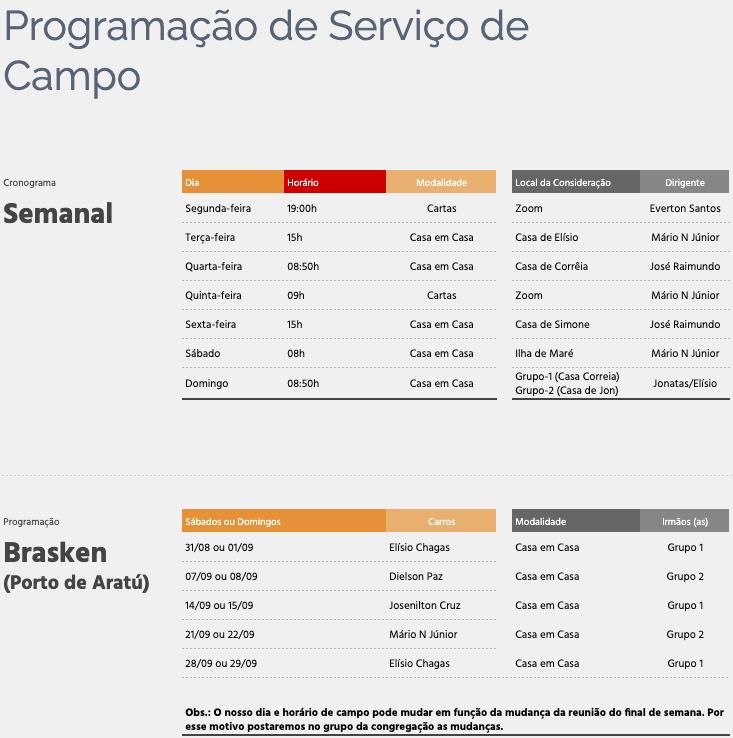 Programação de Serviço de
Campo
Cronograma
Semanal
Dia Horário Modalidade Local da Consideração Dirigente
Segunda-feira 19:00h Cartas Zoom Everton Santos
Terça-feira 15h Casa em Casa Casa de Elísio Mário N Júnior
Quarta-feira 08:50h Casa em Casa Casa de Corrêia José Raimundo
Quinta-feira 09h Cartas Zoom Mário N Júnior
Sexta-feira 15h Casa em Casa Casa de Simone José Raimundo
Sábado 08h Casa em Casa Ilha de Maré Mário N Júnior
Domingo 08:50h Casa em Casa Grupo-1 (Casa Correia) Jonatas/Elísio
Grupo-2 (Casa de Jon)
Programação
Brasken
(Porto de Aratú)
Sábados ou Domingos Carros Modalidade Irmãos (as)
31/08 ou 01/09 Elísio Chagas Casa em Casa Grupo 1
07/09 ou 08/09 Dielson Paz Casa em Casa Grupo 2
14/09 ou 15/09 Josenilton Cruz Casa em Casa Grupo 1
21/09 ou 22/09 Mário N Júnior Casa em Casa Grupo 2
28/09 ou 29/09 Elísio Chagas Casa em Casa Grupo 1
Obs.: O nosso dia e horário de campo pode mudar em função da mudança da reunião do final de semana. Por
esse motivo postaremos no grupo da congregação as mudanças.